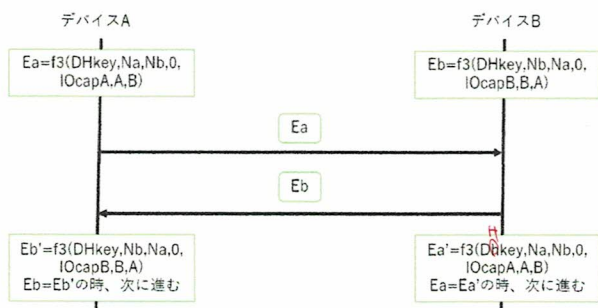 デバイスA
デバイスB
Ea=f3(DHkey,Na,Nb,0,
IOcapA,A,B)
Eb=f3(DHkey,Nb,Na,0,
IOcapB,B,A)
Ea
Eb
Eb'=f3(DHkey,Nb,Na,0,
IOcapB,B,A)
Eb=Eb'の時、次に進む
H
Ea'=f3(Dhkey,Na,Nb,0,
IOcapA,A,B)
Ea=Ea'の時、次に進む